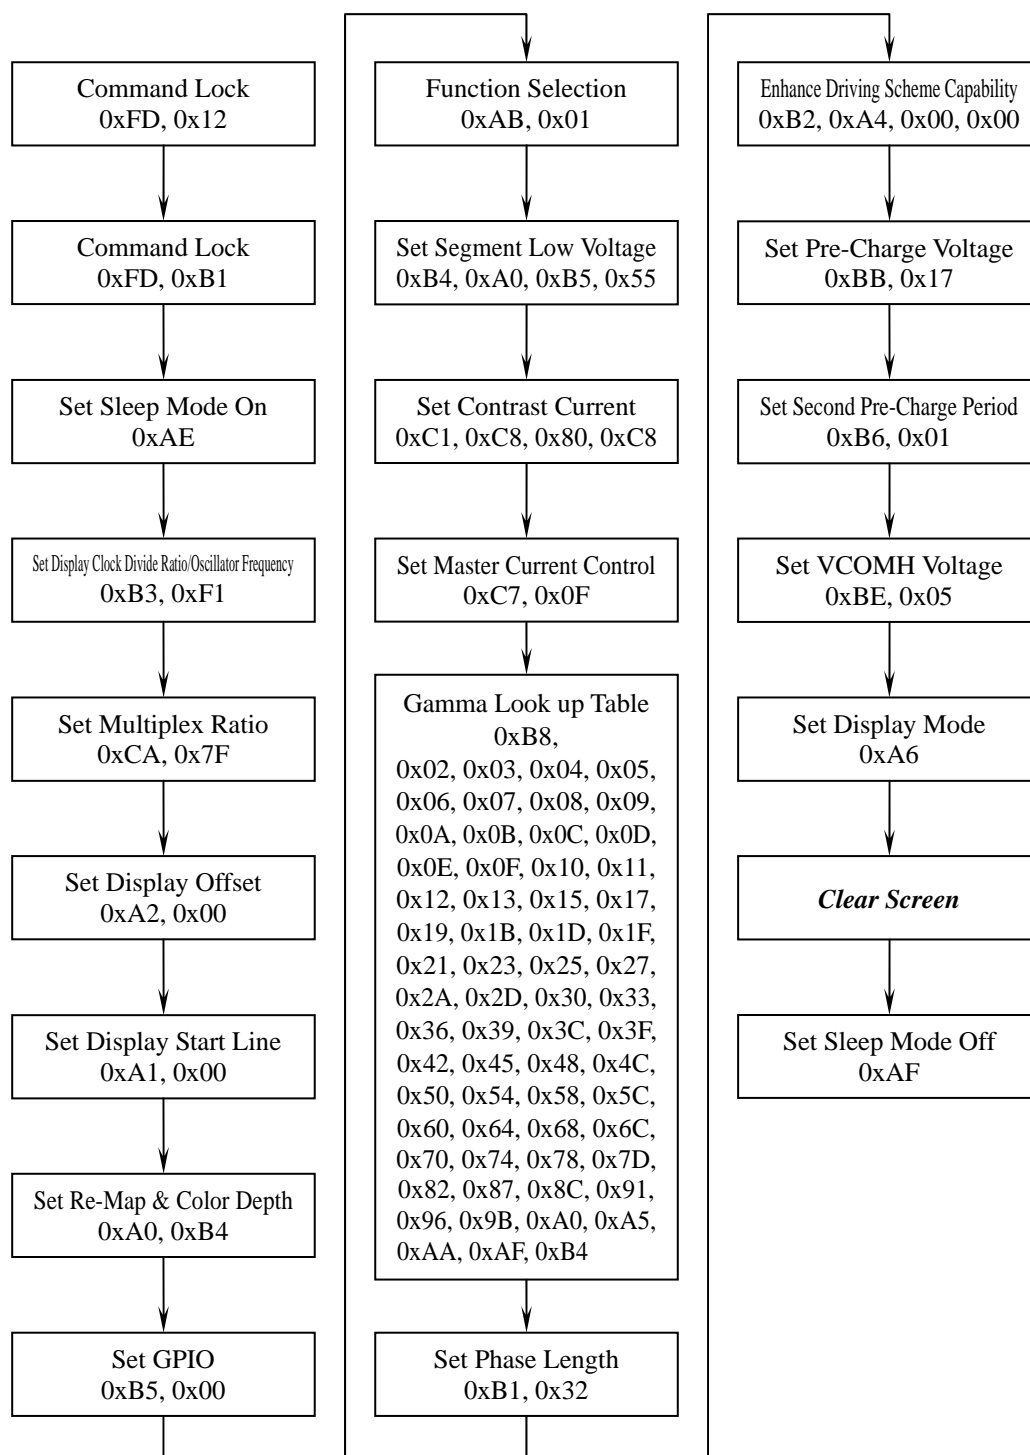 Command Lock
0xFD, 0x12
Command Lock
0xFD, 0xB1
Set Sleep Mode On
0xAE
Set Display Clock Divide Ratio/Oscillator Frequency
0xB3, 0xF1
Set Multiplex Ratio
0xCA, 0x7F
Set Display Offset
0xA2, 0x00
Set Display Start Line
0xA1, 0x00
Set Re-Map & Color Depth
0xA0, 0xB4
Set GPIO
0xB5, 0x00
Function Selection
0xAB, 0x01
Set Segment Low Voltage
0xB4, 0xA0, 0xB5, 0x55
Set Contrast Current
0xC1, 0xC8, 0x80, 0xC8
Set Master Current Control
0xC7, 0x0F
Gamma Look up Table
0xB8,
0x02, 0x03, 0x04, 0x05,
0x06, 0x07, 0x08, 0x09,
0x0A, 0x0B, 0x0C, 0x0D,
0x0E, 0x0F, 0x10, 0x11,
0x12, 0x13, 0x15, 0x17,
0x19, 0x1B, 0x1D, 0x1F,
0x21, 0x23, 0x25, 0x27,
0x2A, 0x2D, 0x30, 0x33,
0x36, 0x39, 0x3C, 0x3F,
0x42, 0x45, 0x48, 0x4C,
0x50, 0x54, 0x58, 0x5C,
0x60, 0x64, 0x68, 0x6C,
0x70, 0x74, 0x78, 0x7D,
0x82, 0x87, 0x8C, 0x91,
0x96, 0x9B, 0xA0, 0xA5,
0xAA, 0xAF, 0xB4
Set Phase Length
0xB1, 0x32
Enhance Driving Scheme Capability
0xB2, 0xA4, 0x00, 0x00
Set Pre-Charge Voltage
0xBB, 0x17
Set Second Pre-Charge Period
0xB6, 0x01
Set VCOMH Voltage
0xBE, 0x05
Set Display Mode
0xA6
Clear Screen
Set Sleep Mode Off
0xAF